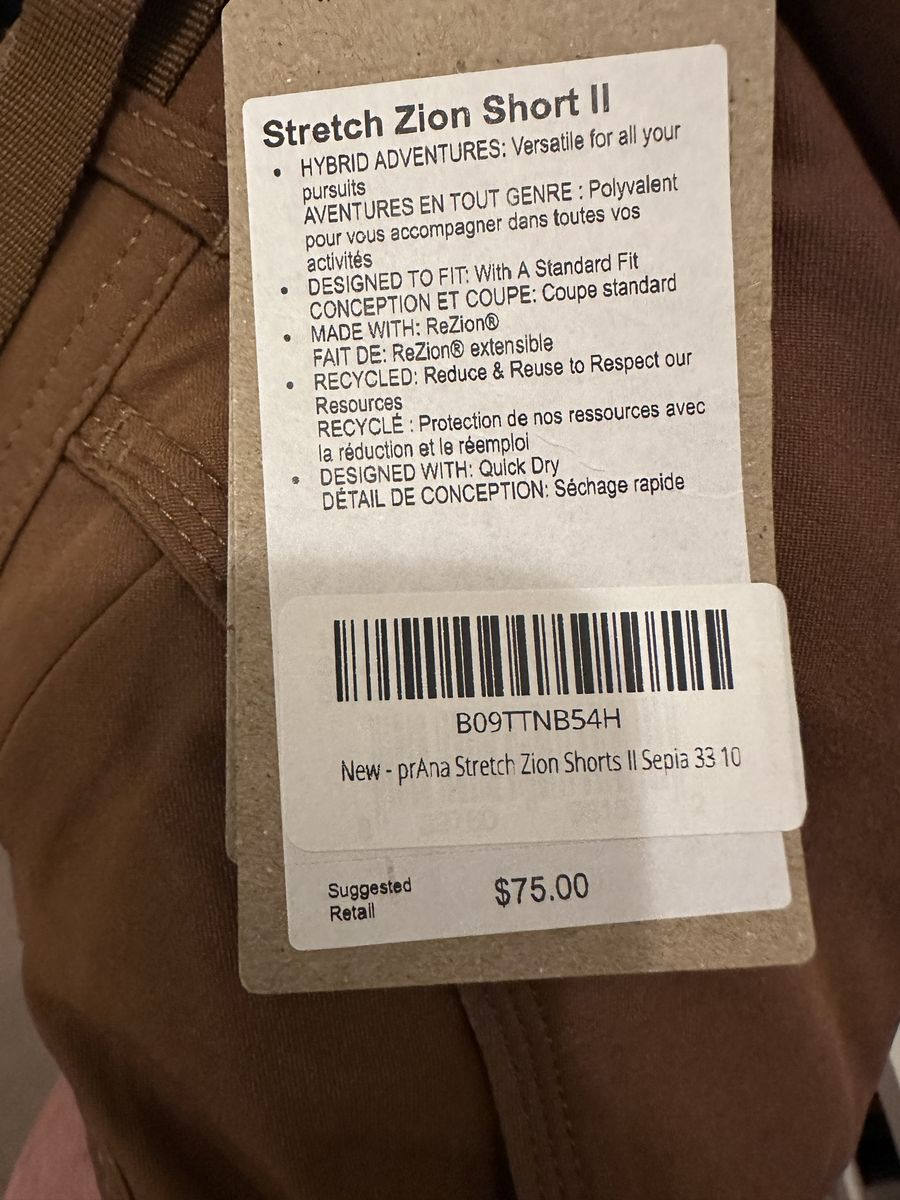 Stretch Zion Short II
• HYBRID ADVENTURES: Versatile for all your
pursuits
AVENTURES EN TOUT GENRE : Polyvalent
pour vous accompagner dans toutes vos
activités
• DESIGNED TO FIT: With A Standard Fit
CONCEPTION ET COUPE: Coupe standard
• MADE WITH: ReZion®
FAIT DE: ReZion® extensible
• RECYCLED: Reduce & Reuse to Respect our
Resources
RECYCLÉ : Protection de nos ressources avec
la réduction et le réemploi
• DESIGNED WITH: Quick Dry
DÉTAIL DE CONCEPTION: Séchage rapide
B09TTNB54H
New - prAna Stretch Zion Shorts II Sepia 33 10
Suggested
Retail
$75.00